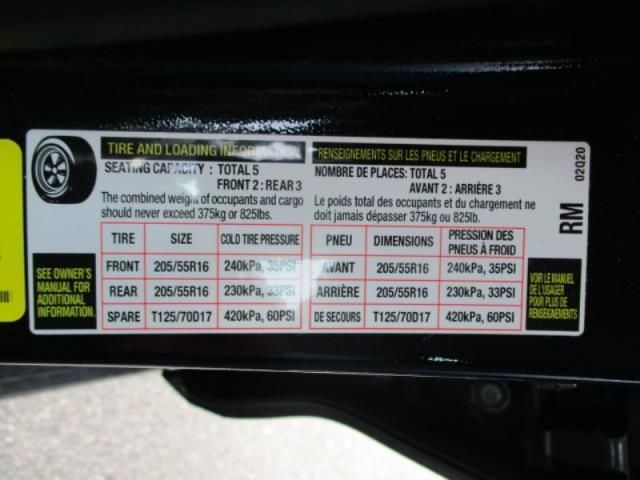 TIRE AND LOADING INFORMATION
SEATING CAPACITY : TOTAL 5
FRONT 2 : REAR 3
The combined weight of occupants and cargo
should never exceed 375kg or 825lbs.
TIRE SIZE COLD TIRE PRESSURE
FRONT 205/55R16 240kPa, 35PSI
REAR 205/55R16 230kPa, 33PSI
SPARE T125/70D17 420kPa, 60PSI
SEE OWNER'S
MANUAL FOR
ADDITIONAL
INFORMATION.
RENSEIGNEMENTS SUR LES PNEUS ET LE CHARGEMENT
NOMBRE DE PLACES: TOTAL 5
AVANT 2 : ARRIÈRE 3
Le poids total des occupants et du chargement ne
doit jamais dépasser 375kg ou 825lb.
PNEU DIMENSIONS PRESSION DES
PNEUS À FROID
AVANT 205/55R16 240kPa, 35PSI
ARRIÈRE 205/55R16 230kPa, 33PSI
DE SECOURS T125/70D17 420kPa, 60PSI
VOIR LE MANUEL
DE L'USAGER
POUR PLUS DE
RENSEIGNEMENTS
RM 02Q20